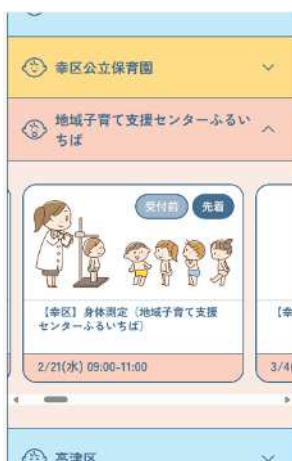 幸区公立保育園
地域子育て支援センターふるい
ちば
受付前
先着
【幸区】身体測定（地域子育て支援
センターふるいちば）
2/21(水) 09:00-11:00
【幸
3/4(
高津区